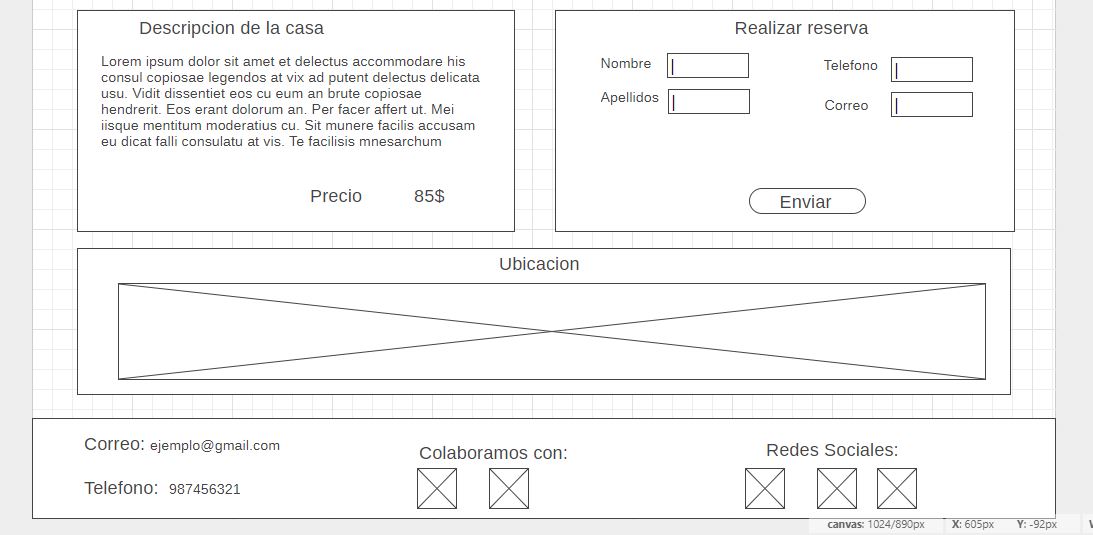 Descripcion de la casa
Lorem ipsum dolor sit amet et delectus accommodare his
consul copiosae legendos at vix ad putent delectus delicata
usu. Vidit dissentiet eos cu eum an brute copiosae
hendrerit. Eos erant dolorum an. Per facer affert ut. Mei
iisque mentitum moderatius cu. Sit munere facilis accusam
eu dicat falli consulatu at vis. Te facilisis mnesarchum
Precio 85$
Realizar reserva
Nombre
Telefono
Apellidos
Correo
Enviar
Ubicacion
Correo: ejemplo@gmail.com
Telefono: 987456321
Colaboramos con:
Redes Sociales:
canvas: 1024/890px X: 605px Y: -92px